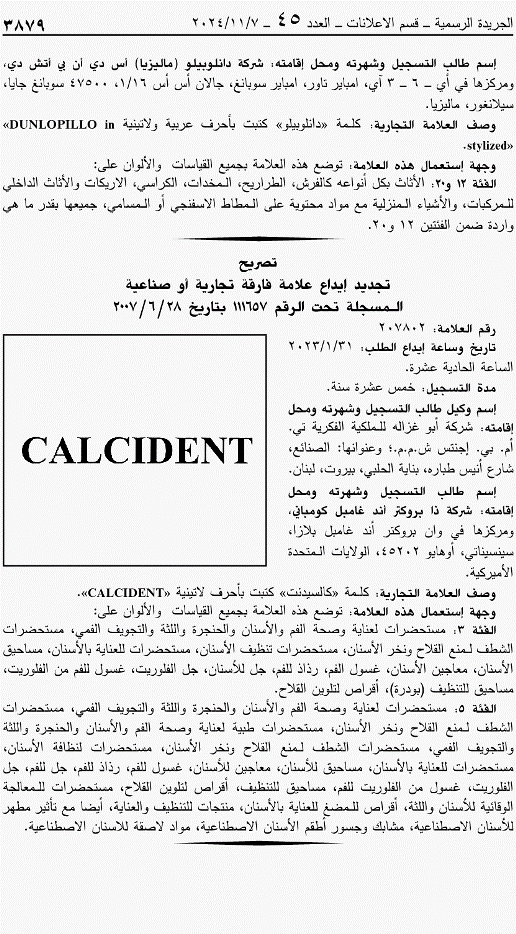 الجريدة الرسمية ـ قسم الاعلانات ـ العدد ٤٥ ـ ٢٠٢٤/١١/٧
٣٨٧٩
إسم طالب التسجيل وشهرته ومحل إقامته: شركة دانلوبيلو (ماليزيا) أس دي أن بي أتش دي،
ومركزها في أي ـ ٦ ـ ٣ آي، امباير تاور، امباير سوبانغ، جالان أس أس ١/١٦، ٤٧٥٠٠ سوبانغ جايا،
سيلانغور، ماليزيا.
وصف العلامة التجارية: كلمة «دانلوبيلو» كتبت بأحرف عربية ولاتينية «DUNLOPILLO in
stylized».
وجهة إستعمال هذه العلامة: توضع هذه العلامة بجميع القياسات والألوان على:
الفئة ١٢ و٢٠: الأثاث بكل أنواعه كالفرش، الطراريح، المخدات، الكراسي، الاريكات والأثاث الداخلي
للمركبات، والأشياء المنزلية مع مواد محتوية على المطاط الاسفنجي أو المسامي، جميعها بقدر ما هي
واردة ضمن الفئتين ١٢ و٢٠.
تصريح
تجديد إيداع علامة فارقة تجارية أو صناعية
المسجلة تحت الرقم ١١١٦٥٧ بتاريخ ٢٠٠٧/٦/٢٨
رقم العلامة: ٢٠٧٨٠٢
تاريخ وساعة إيداع الطلب: ٢٠٢٣/١/٣١
الساعة الحادية عشرة.
مدة التسجيل: خمس عشرة سنة.
إسم وكيل طالب التسجيل وشهرته ومحل
إقامته: شركة أبو غزاله للملكية الفكرية تي.
أم. بي. إجنتس ش.م.م.؛ وعنوانها: الصنائع،
شارع أنيس طباره، بناية الحلبي، بيروت، لبنان.
إسم طالب التسجيل وشهرته ومحل
إقامته: شركة ذا بروكتر أند غامبل كومباني،
ومركزها في وان بروكتر أند غامبل بلازا،
سينسيناتي، أوهايو ٤٥٢٠٢، الولايات المتحدة
الأميركية.
CALCIDENT
وصف العلامة التجارية: كلمة «كالسيدنت» كتبت بأحرف لاتينية «CALCIDENT».
وجهة إستعمال هذه العلامة: توضع هذه العلامة بجميع القياسات والألوان على:
الفئة ٣: مستحضرات لعناية وصحة الفم والأسنان والحنجرة واللثة والتجويف الفمي، مستحضرات
الشطف لـمنع القلاح ونخر الأسنان، مستحضرات تنظيف الأسنان، مستحضرات للعناية بالأسنان، مساحيق
الأسنان، معاجين الأسنان، غسول الفم، رذاذ للفم، جل للأسنان، جل الفلوريت، غسول للفم من الفلوريت،
مساحيق للتنظيف (بودرة)، أقراص لتلوين القلاح.
الفئة ٥: مستحضرات لعناية وصحة الفم والأسنان والحنجرة واللثة والتجويف الفمي، مستحضرات
الشطف لـمنع القلاح ونخر الأسنان، مستحضرات طبية لعناية وصحة الفم والأسنان والحنجرة واللثة
والتجويف الفمي، مستحضرات الشطف لـمنع القلاح ونخر الأسنان، مستحضرات لنظافة الأسنان،
مستحضرات للعناية بالأسنان، مساحيق للأسنان، معاجين للأسنان، غسول للفم، رذاذ للفم، جل للفم، جل
الفلوريت، غسول من الفلوريت للفم، مساحيق للتنظيف، أقراص لتلوين القلاح، مستحضرات للمعالجة
الوقائية للأسنان واللثة، أقراص للمضغ للعناية بالأسنان، منتجات للتنظيف والعناية، أيضا مع تأثير مطهر
للأسنان الاصطناعية، مشابك وجسور أطقم الأسنان الاصطناعية، مواد لاصقة للاسنان الاصطناعية.